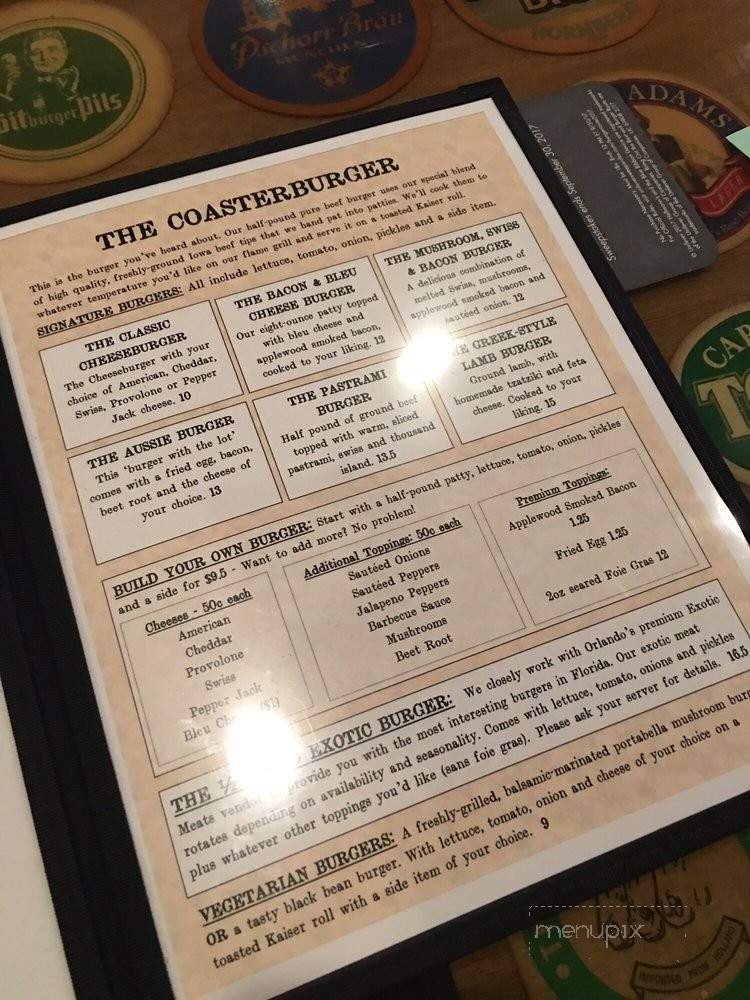 Bitburger Pils
Pschorr Bräu
MÜNCHEN
ADAMS
Sweepstakes ends September 30, 2017
THE COASTERBURGER
This is the burger you've heard about. Our half-pound pure beef burger uses our special blend
of high quality, freshly-ground Iowa beef tips that we hand pat into patties. We'll cook them to
whatever temperature you'd like on our flame grill and serve it on a toasted Kaiser roll.
SIGNATURE BURGERS: All include lettuce, tomato, onion, pickles and a side item.
THE CLASSIC
CHEESEBURGER
The Cheeseburger with your
choice of American, Cheddar,
Swiss, Provolone or Pepper
Jack cheese. 10
THE BACON & BLEU
CHEESE BURGER
Our eight-ounce patty topped
with bleu cheese and
applewood smoked bacon,
cooked to your liking. 12
THE MUSHROOM, SWISS
& BACON BURGER
A delicious combination of
melted Swiss, mushrooms,
applewood smoked bacon and
sautéed onion. 12
THE AUSSIE BURGER
This 'burger with the lot'
comes with a fried egg, bacon,
beet root and the cheese of
your choice. 13
THE PASTRAMI
BURGER
Half pound of ground beef
topped with warm, sliced
pastrami, swiss and thousand
island. 13.5
GREEK-STYLE
LAMB BURGER
Ground lamb, with
homemade tzatziki and feta
cheese. Cooked to your
liking. 15
BUILD YOUR OWN BURGER: Start with a half-pound patty, lettuce, tomato, onion, pickles
and a side for $9.5 - Want to add more? No problem!
Cheeses - 50c each
American
Cheddar
Provolone
Swiss
Pepper Jack
Bleu ($1)
Additional Toppings: 50c each
Sautéed Onions
Sautéed Peppers
Jalapeno Peppers
Barbecue Sauce
Mushrooms
Beet Root
Premium Toppings:
Applewood Smoked Bacon
1.25
Fried Egg 1.25
2oz seared Foie Gras 12
THE EXOTIC BURGER: We closely work with Orlando's premium Exotic
Meats provide you with the most interesting burgers in Florida. Our exotic meat
rotates depending on availability and seasonality. Comes with lettuce, tomato, onions and pickles
plus whatever other toppings you'd like (sans foie gras). Please ask your server for details. 16.5
VEGETARIAN BURGERS: A freshly-grilled, balsamic-marinated portabella mushroom
OR a tasty black bean burger. With lettuce, tomato, onion and cheese of your choice on a
toasted Kaiser roll with a side item of your choice. 9
menupix
IMPORTED FROM HOLLAND